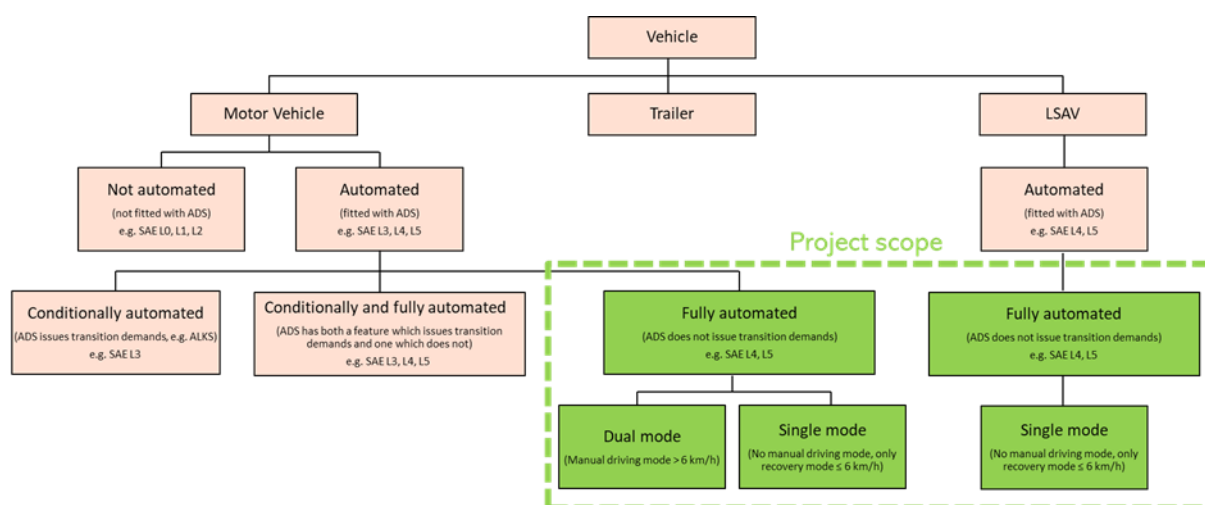 Vehicle
Motor Vehicle
Trailer
LSAV
Not automated
(not fitted with ADS)
e.g. SAE L0, L1, L2
Automated
(fitted with ADS)
e.g. SAE L3, L4, L5
Automated
(fitted with ADS)
e.g. SAE L4, L5
Project scope
Conditionally automated
(ADS issues transition demands, e.g. ALKS)
e.g. SAE L3
Conditionally and fully automated
(ADS has both a feature which issues transition
demands and one which does not)
e.g. SAE L3, L4, L5
Fully automated
(ADS does not issue transition demands)
e.g. SAE L4, L5
Fully automated
(ADS does not issue transition demands)
e.g. SAE L4, L5
Dual mode
(Manual driving mode > 6 km/h)
Single mode
(No manual driving mode, only
recovery mode ≤ 6 km/h)
Single mode
(No manual driving mode, only
recovery mode ≤ 6 km/h)